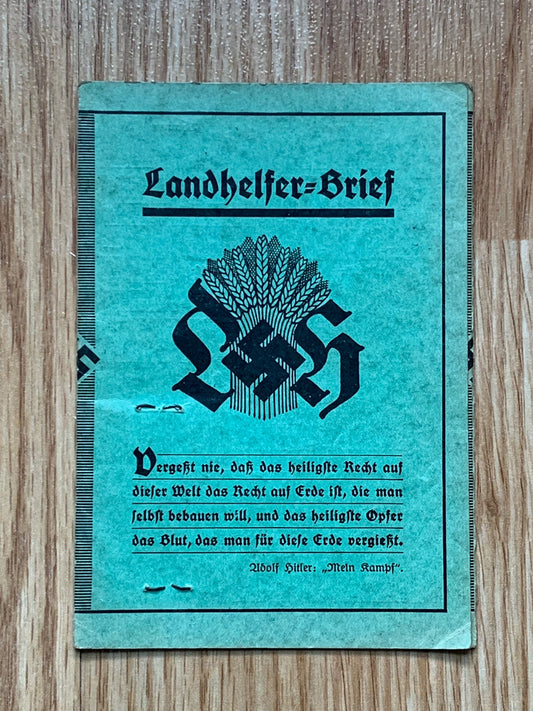 Landhelfer=Brief
L H
Vergeßt nie, daß das heiligste Recht auf
dieser Welt das Recht auf Erde ist, die man
selbst bebauen will, und das heiligste Opfer
das Blut, das man für diese Erde vergießt.
Adolf Hitler: „Mein Kampf“.